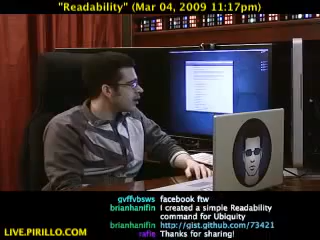 "Readability" (Mar 04, 2009 11:17pm)
gvffvbsws facebook ftw
brianhanifin I created a simple Readability
command for Ubiquity
brianhanifin http://gist.github.com/73421
rafie Thanks for sharing!
LIVE.PIRILLO.COM